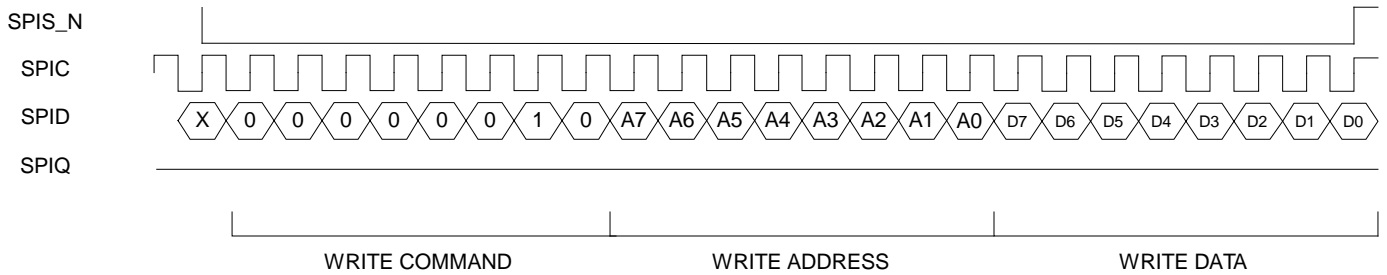 SPIS_N
SPIC
SPID X 0 0 0 0 0 0 1 0 A7 A6 A5 A4 A3 A2 A1 A0 D7 D6 D5 D4 D3 D2 D1 D0
SPIQ
WRITE COMMAND WRITE ADDRESS WRITE DATA